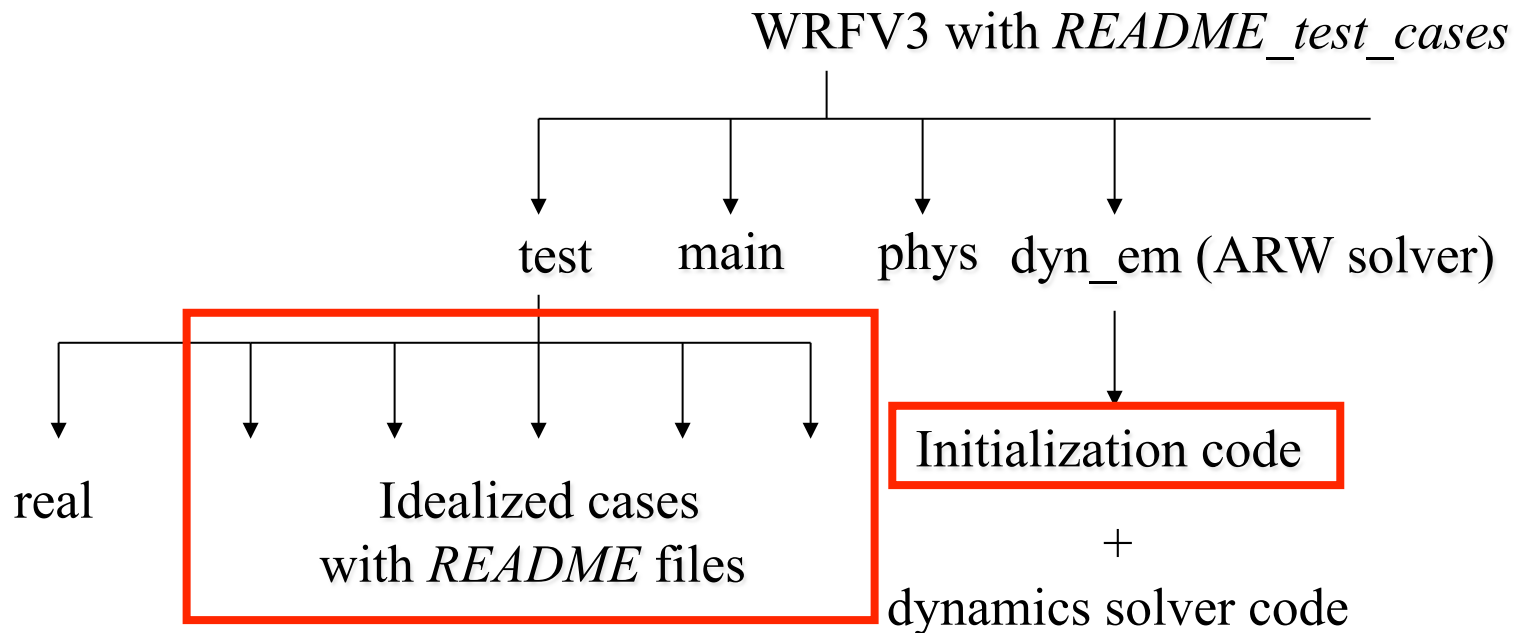 WRFV3 with README_test_cases
test main phys dyn_em (ARW solver)
Initialization code
real Idealized cases
with README files
+
dynamics solver code